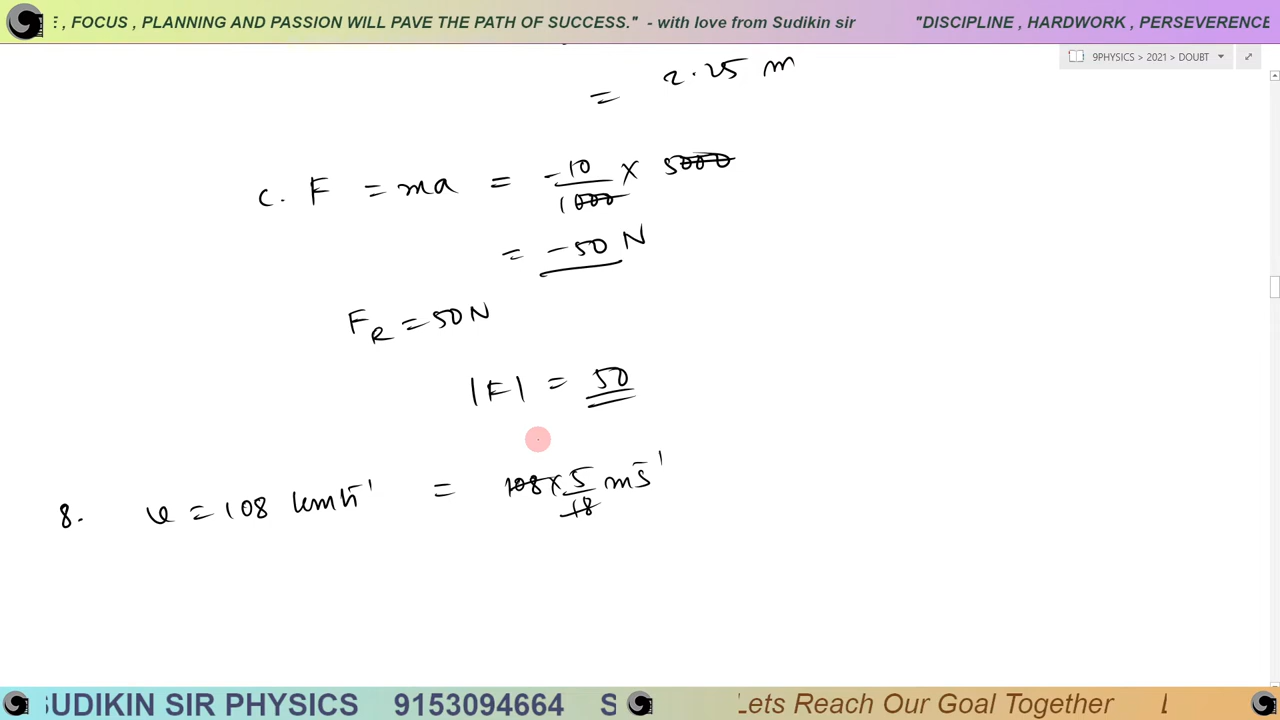 E , FOCUS , PLANNING AND PASSION WILL PAVE THE PATH OF SUCCESS." - with love from Sudikin sir "DISCIPLINE , HARDWORK , PERSEVERENCE
9PHYSICS > 2021 > DOUBT
= 2.25 m
c. F = ma = -10/1000 × 5000
= -50 N
F_R = 50 N
|F| = 50
8. u = 108 kmh⁻¹ = 108 × 5/18 ms⁻¹
SUDIKIN SIR PHYSICS 9153094664 S Lets Reach Our Goal Together